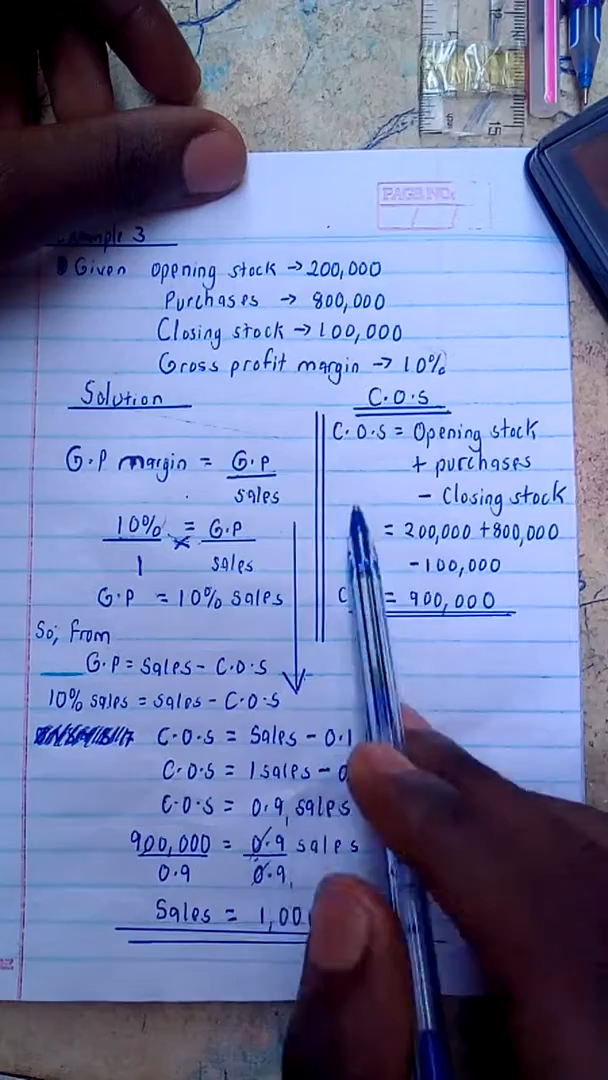 PAGE NO:
Example 3
Given opening stock → 200,000
Purchases → 800,000
Closing stock → 100,000
Gross profit margin → 10%
Solution
G.P margin = G.P
sales
10% = G.P
1 sales
G.P = 10% sales
So, from
G.P = sales - C.O.S
10% sales = sales - C.O.S
C.O.S = Sales - 0.1
C.O.S = 1 sales - 0
C.O.S = 0.9 sales
900,000 = 0.9 sales
0.9 0.9
Sales = 1,00
C.O.S
C.O.S = Opening stock
+ purchases
- Closing stock
= 200,000 + 800,000
- 100,000
C = 900,000
15